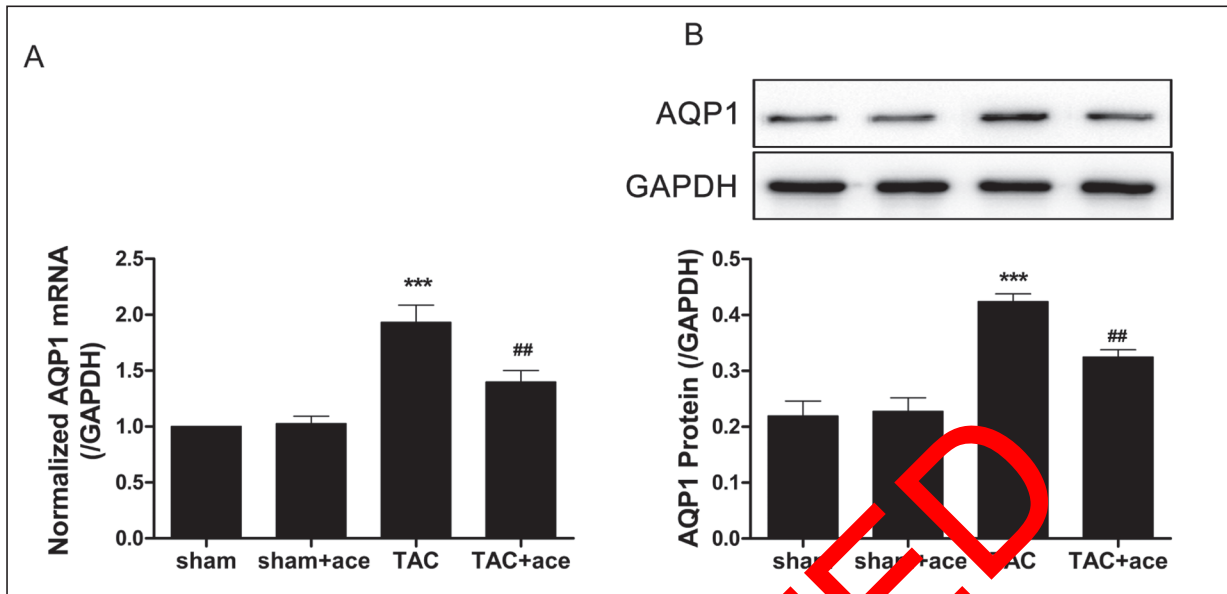 A
Normalized AQP1 mRNA
(/GAPDH)
2.5
2.0
1.5
1.0
0.5
0.0
***
##
sham
sham+ace
TAC
TAC+ace
B
AQP1
GAPDH
AQP1 Protein (/GAPDH)
0.5
0.4
0.3
0.2
0.1
0.0
***
##
TAC+ace
ED